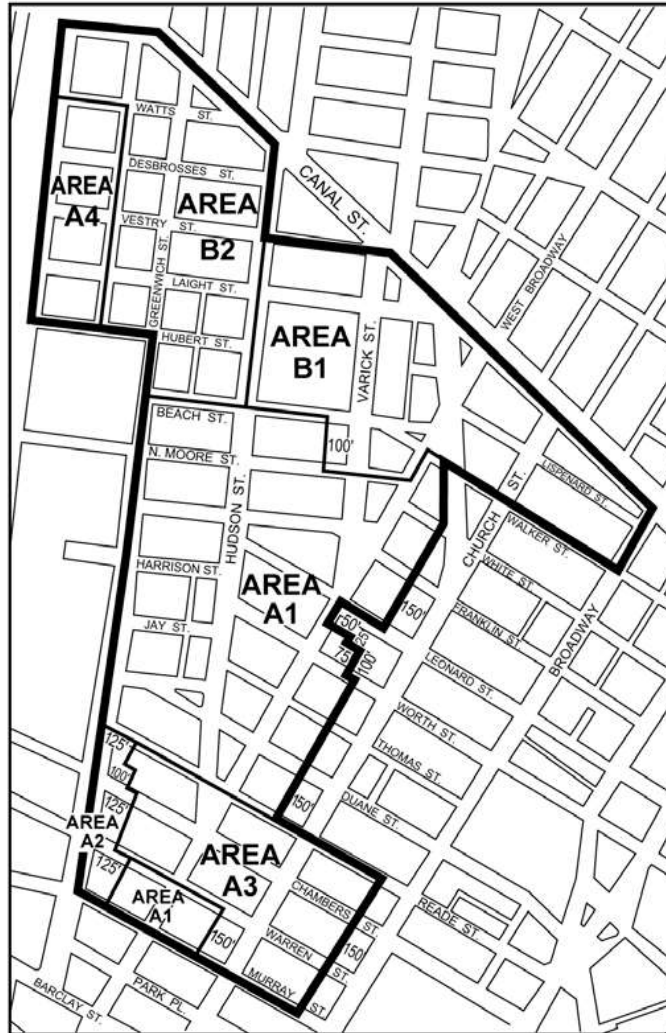 WATTS ST.
DESBROSSES ST.
CANAL ST.
AREA A4
AREA B2
VESTRY ST.
GREENWICH ST.
LAIGHT ST.
WEST BROADWAY
HUBERT ST.
AREA B1
VARICK ST.
BEACH ST.
100'
N. MOORE ST.
LISPENARD ST.
HUDSON ST.
CHURCH ST.
WALKER ST.
WHITE ST.
HARRISON ST.
AREA A1
150'
FRANKLIN ST.
BROADWAY
150'
25'
75'
100'
JAY ST.
LEONARD ST.
WORTH ST.
THOMAS ST.
125'
100'
150'
DUANE ST.
125'
AREA A2
AREA A3
125'
AREA A1
CHAMBERS ST.
READE ST.
150'
WARREN ST.
150'
MURRAY ST.
PARK PL.
BARCLAY ST.